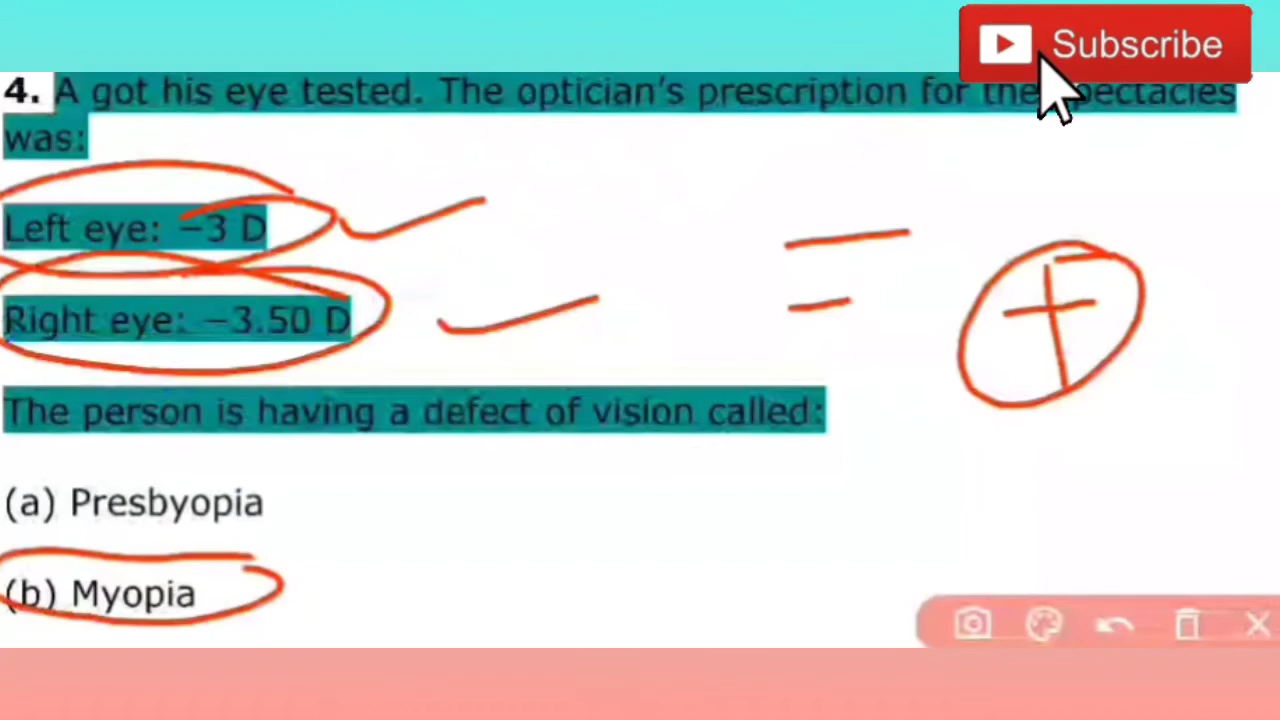 Subscribe
4. A got his eye tested. The optician's prescription for the spectacles
was:
Left eye: −3 D
Right eye: −3.50 D
The person is having a defect of vision called:
(a) Presbyopia
(b) Myopia